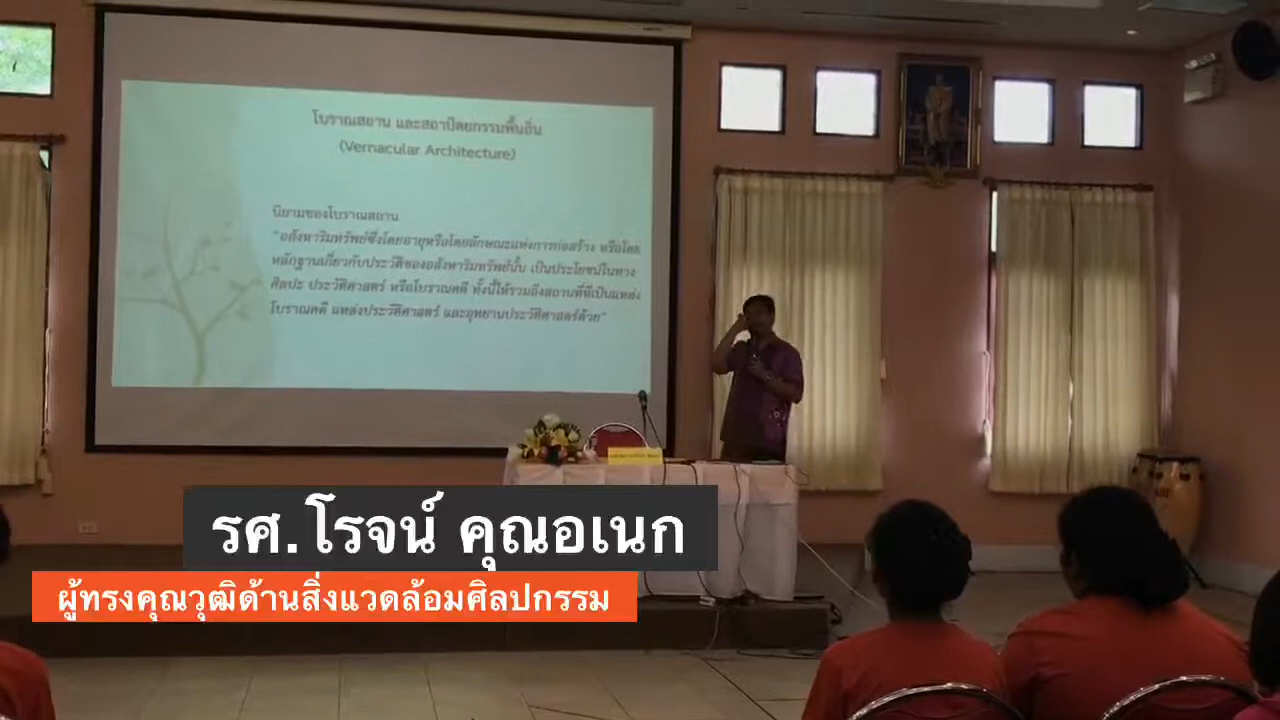 โบราณสถาน และสถาปัตยกรรมพื้นถิ่น
(Vernacular Architecture)
นิยามของโบราณสถาน
"อสังหาริมทรัพย์ซึ่งโดยอายุหรือโดยลักษณะแห่งการก่อสร้าง หรือโดย
หลักฐานเกี่ยวกับประวัติของอสังหาริมทรัพย์นั้น เป็นประโยชน์ในทาง
ศิลปะ ประวัติศาสตร์ หรือโบราณคดี ทั้งนี้ให้รวมถึงสถานที่ที่เป็นแหล่ง
โบราณคดี แหล่งประวัติศาสตร์ และอุทยานประวัติศาสตร์ด้วย"
รศ.โรจน์ คุณอเนก
ผู้ทรงคุณวุฒิด้านสิ่งแวดล้อมศิลปกรรม